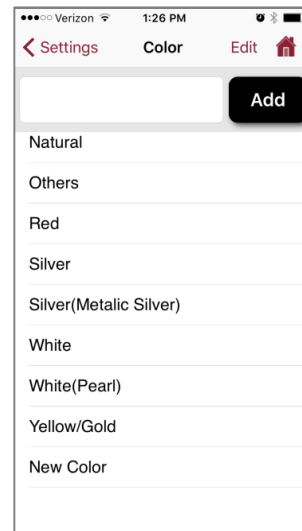 Verizon 1:26 PM
Settings Color Edit
Add
Natural
Others
Red
Silver
Silver(Metalic Silver)
White
White(Pearl)
Yellow/Gold
New Color